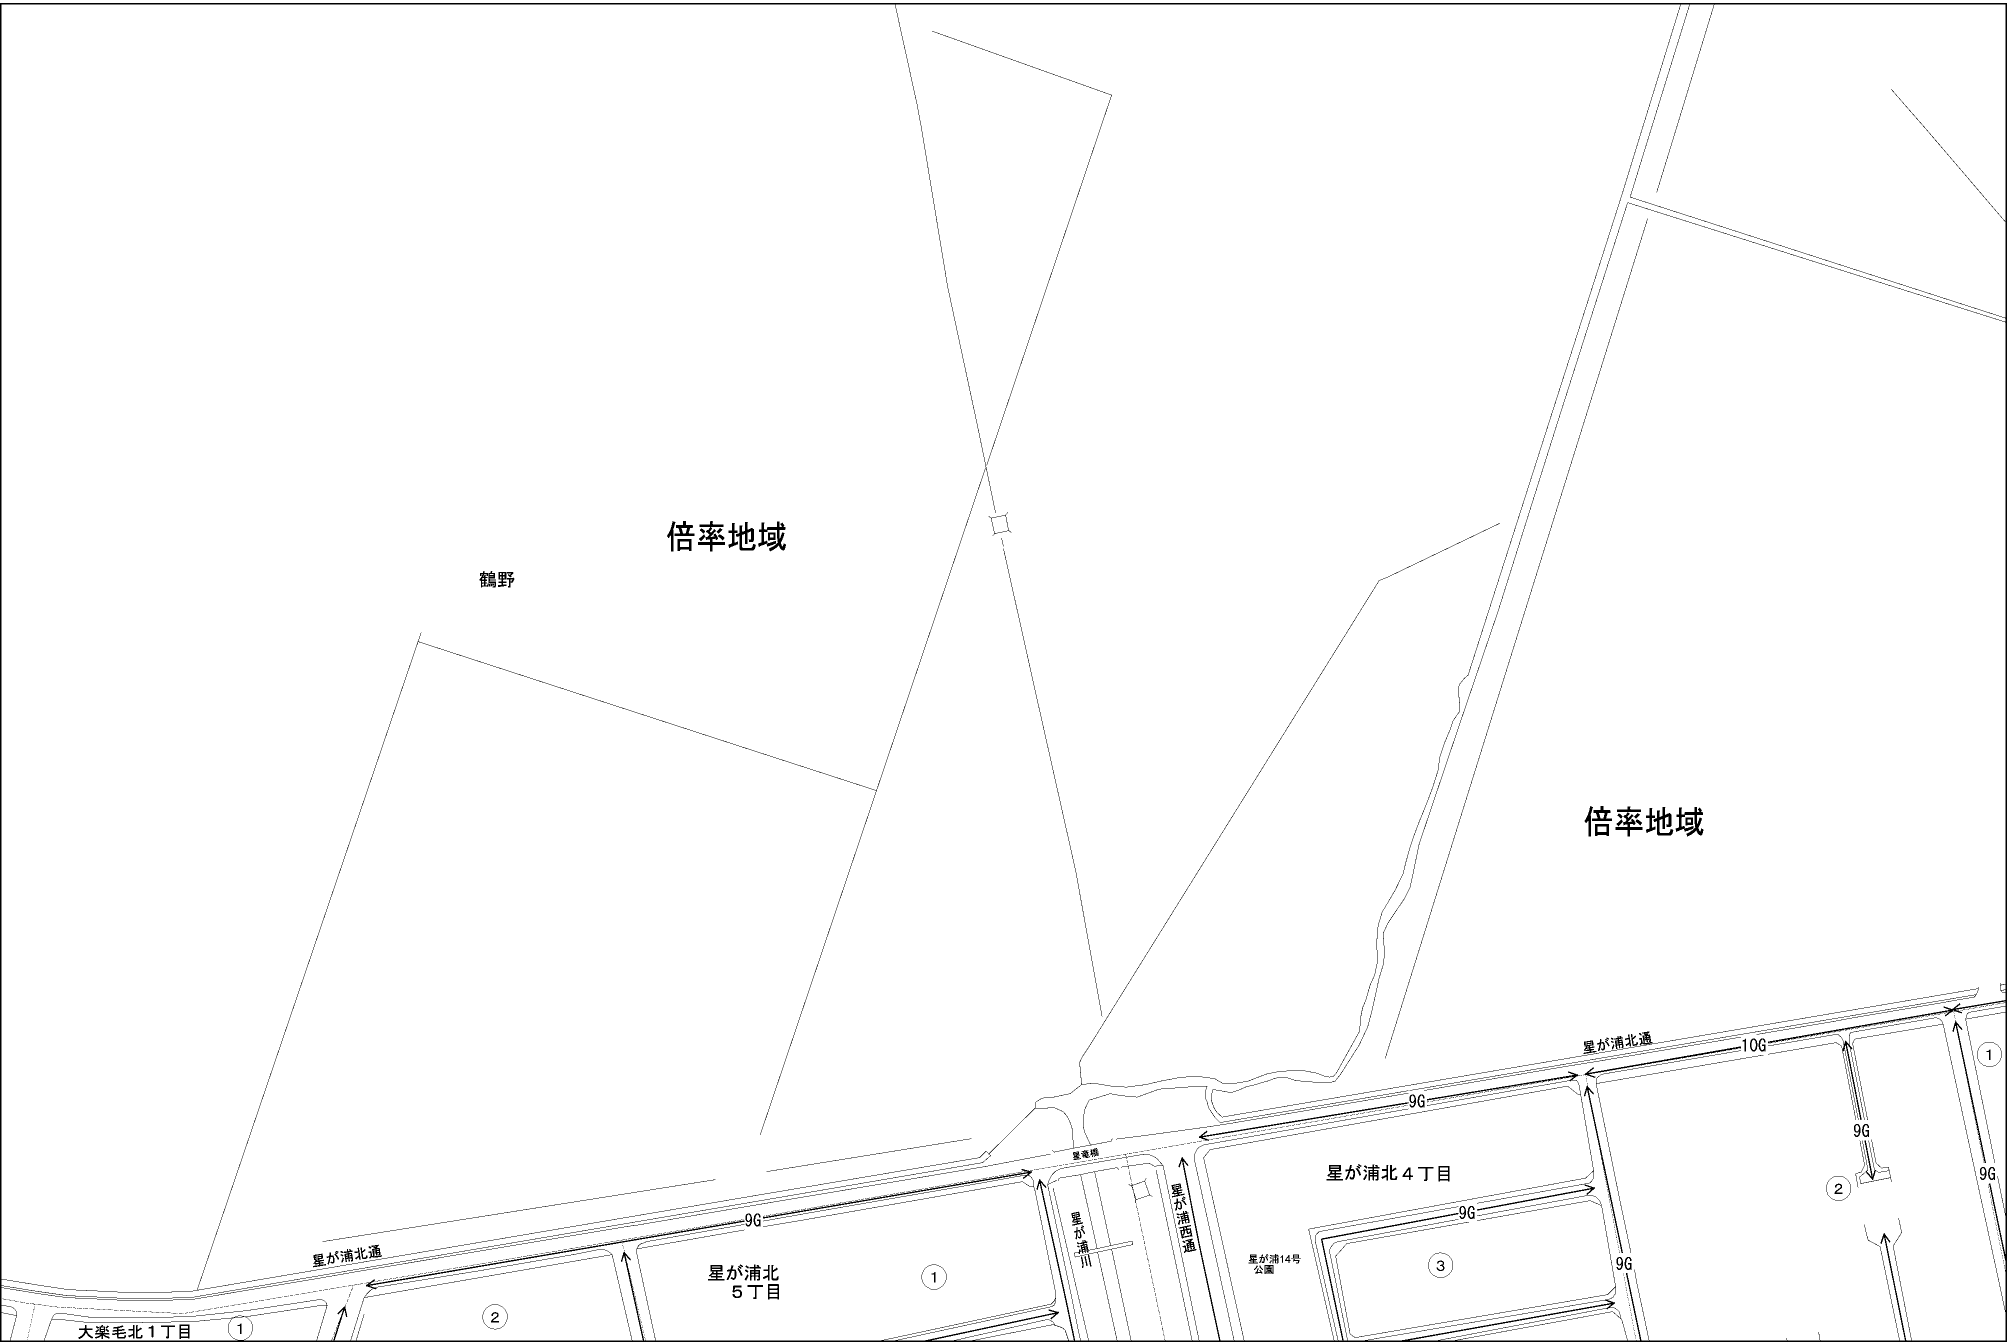 倍率地域
鶴野
倍率地域
星が浦北通
10G
①
9G
9G
星竜橋
星が浦北４丁目
9G
②
星が浦西通
9G
9G
星が浦川
星が浦北通
星が浦14号
公園
③
9G
星が浦北
５丁目
①
②
大楽毛北１丁目
①